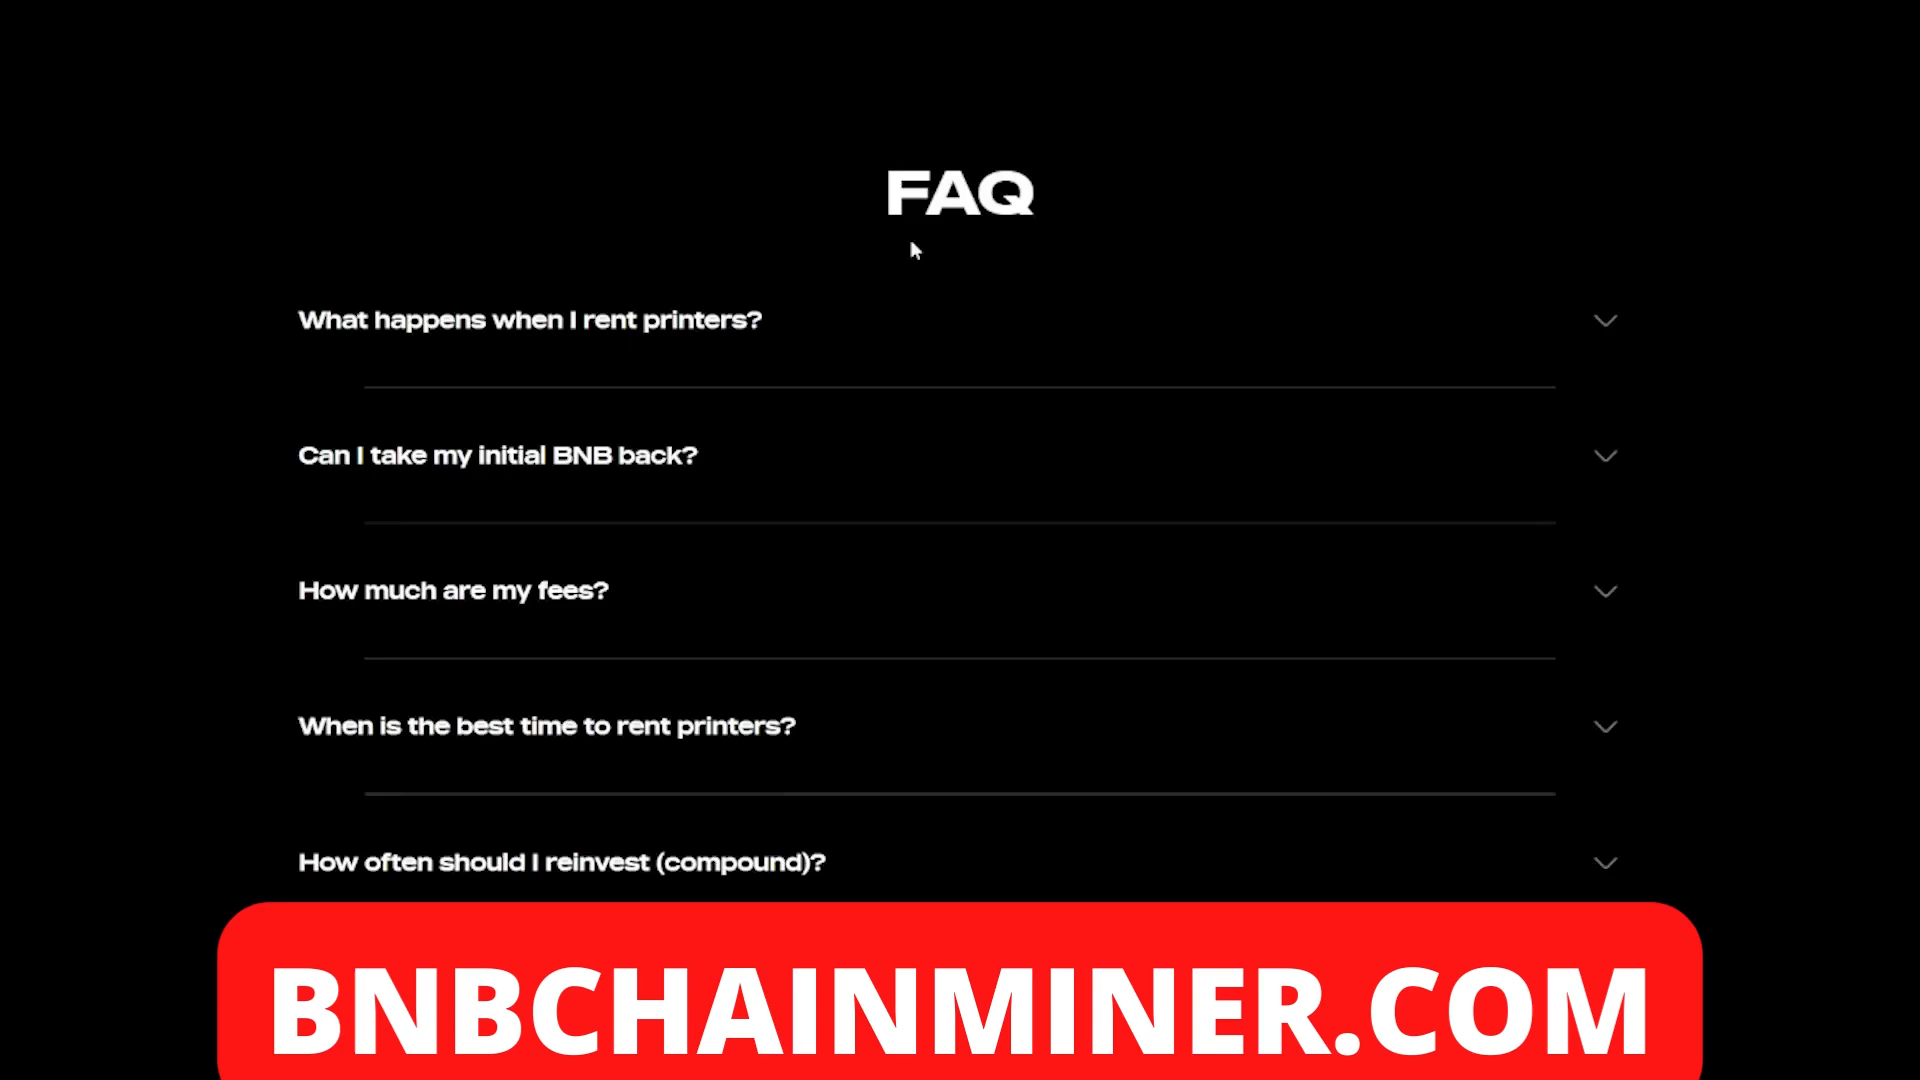 FAQ
What happens when I rent printers?
Can I take my initial BNB back?
How much are my fees?
When is the best time to rent printers?
How often should I reinvest (compound)?
BNBCHAINMINER.COM